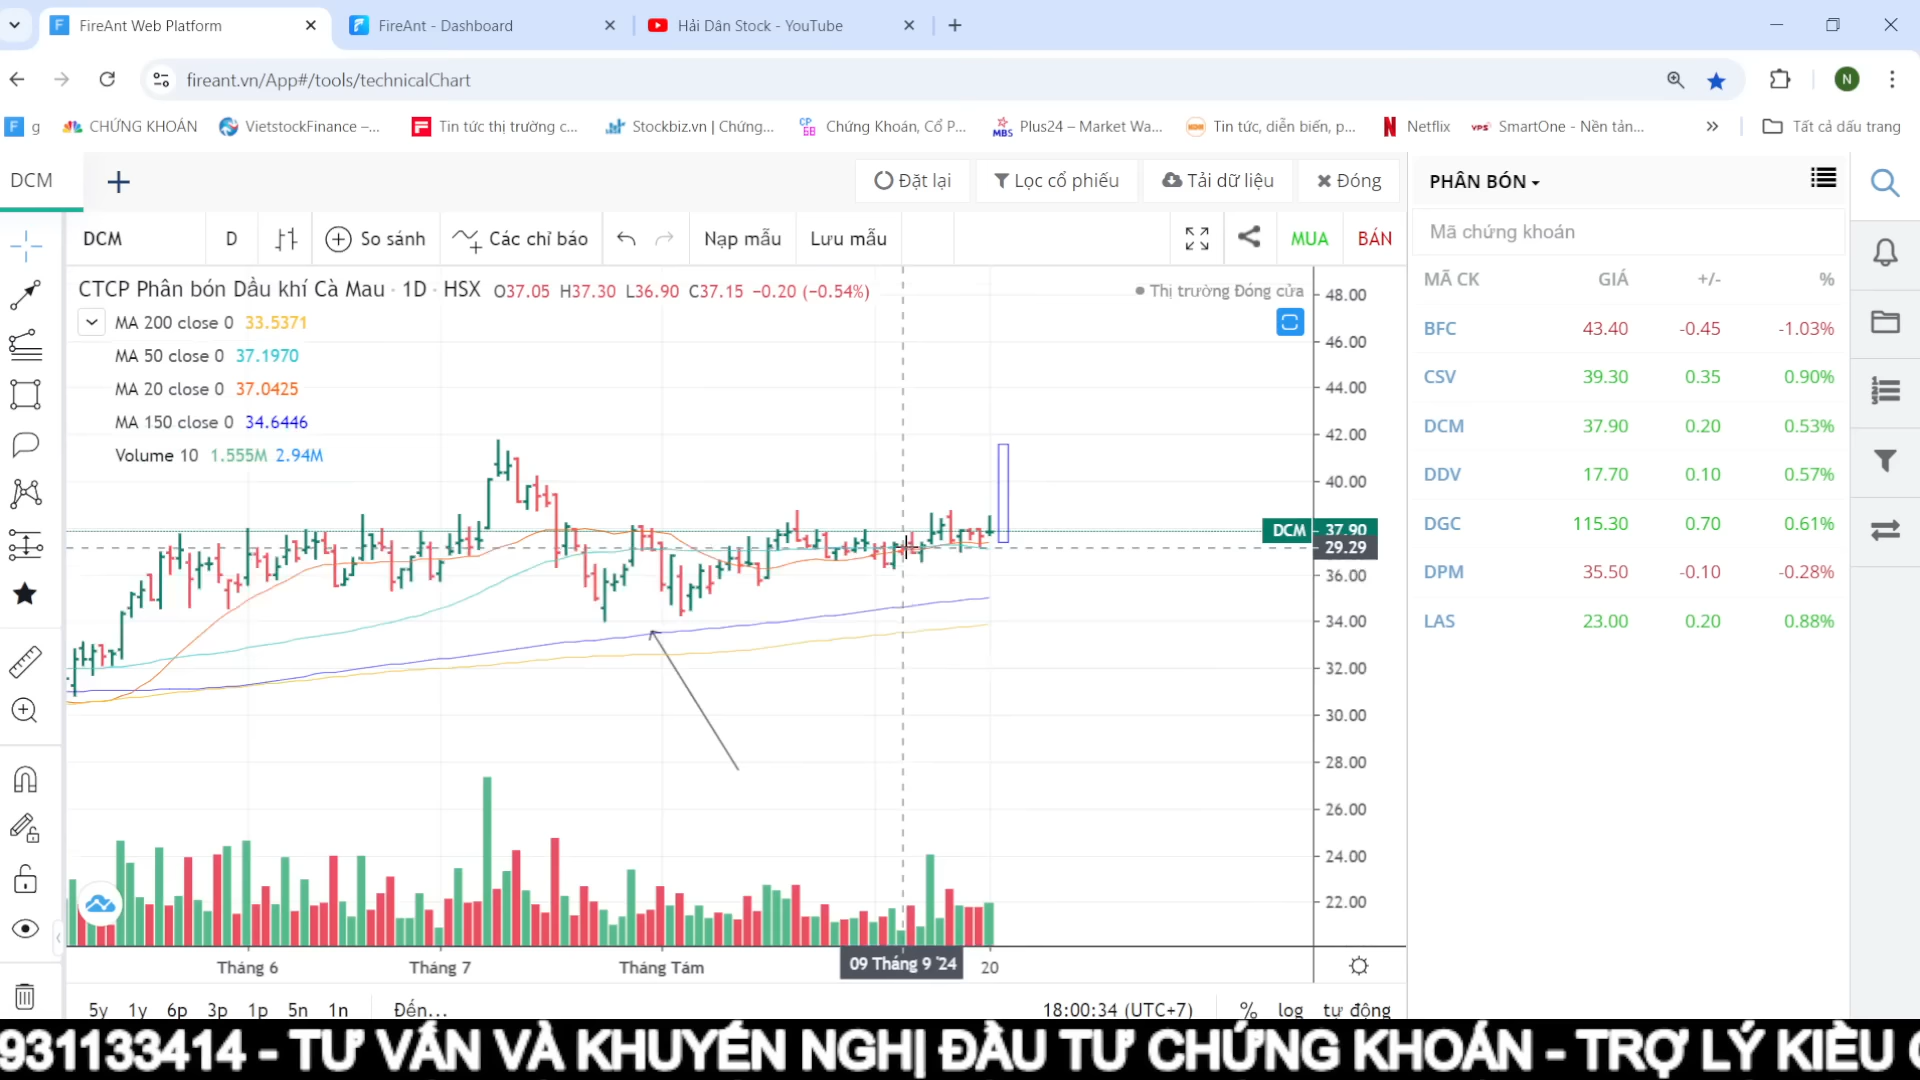 FireAnt Web Platform
FireAnt - Dashboard
Hải Dân Stock - YouTube
fireant.vn/App#/tools/technicalChart
N
g
CHỨNG KHOÁN
VietstockFinance –...
Tin tức thị trường c...
Stockbiz.vn | Chứng...
Chứng Khoán, Cổ P...
Plus24 – Market Wa...
Tin tức, diễn biến, p...
Netflix
SmartOne - Nền tản...
Tất cả dấu trang
DCM
Đặt lại
Lọc cổ phiếu
Tải dữ liệu
Đóng
PHÂN BÓN
DCM
D
So sánh
Các chỉ báo
Nạp mẫu
Lưu mẫu
MUA
BÁN
Mã chứng khoán
CTCP Phân bón Dầu khí Cà Mau · 1D · HSX O37.05 H37.30 L36.90 C37.15 −0.20 (−0.54%)
Thị trường Đóng cửa
MA 200 close 0 33.5371
MA 50 close 0 37.1970
MA 20 close 0 37.0425
MA 150 close 0 34.6446
Volume 10 1.555M 2.94M
48.00
46.00
44.00
42.00
40.00
DCM 37.90
29.29
36.00
34.00
32.00
30.00
28.00
26.00
24.00
22.00
MÃ CK GIÁ +/- %
BFC 43.40 -0.45 -1.03%
CSV 39.30 0.35 0.90%
DCM 37.90 0.20 0.53%
DDV 17.70 0.10 0.57%
DGC 115.30 0.70 0.61%
DPM 35.50 -0.10 -0.28%
LAS 23.00 0.20 0.88%
Tháng 6
Tháng 7
Tháng Tám
09 Tháng 9 '24
20
5y 1y 6p 3p 1p 5n 1n Đến...
18:00:34 (UTC+7) % log tự động
931133414 - TƯ VẤN VÀ KHUYẾN NGHỊ ĐẦU TƯ CHỨNG KHOÁN - TRỢ LÝ KIỀU